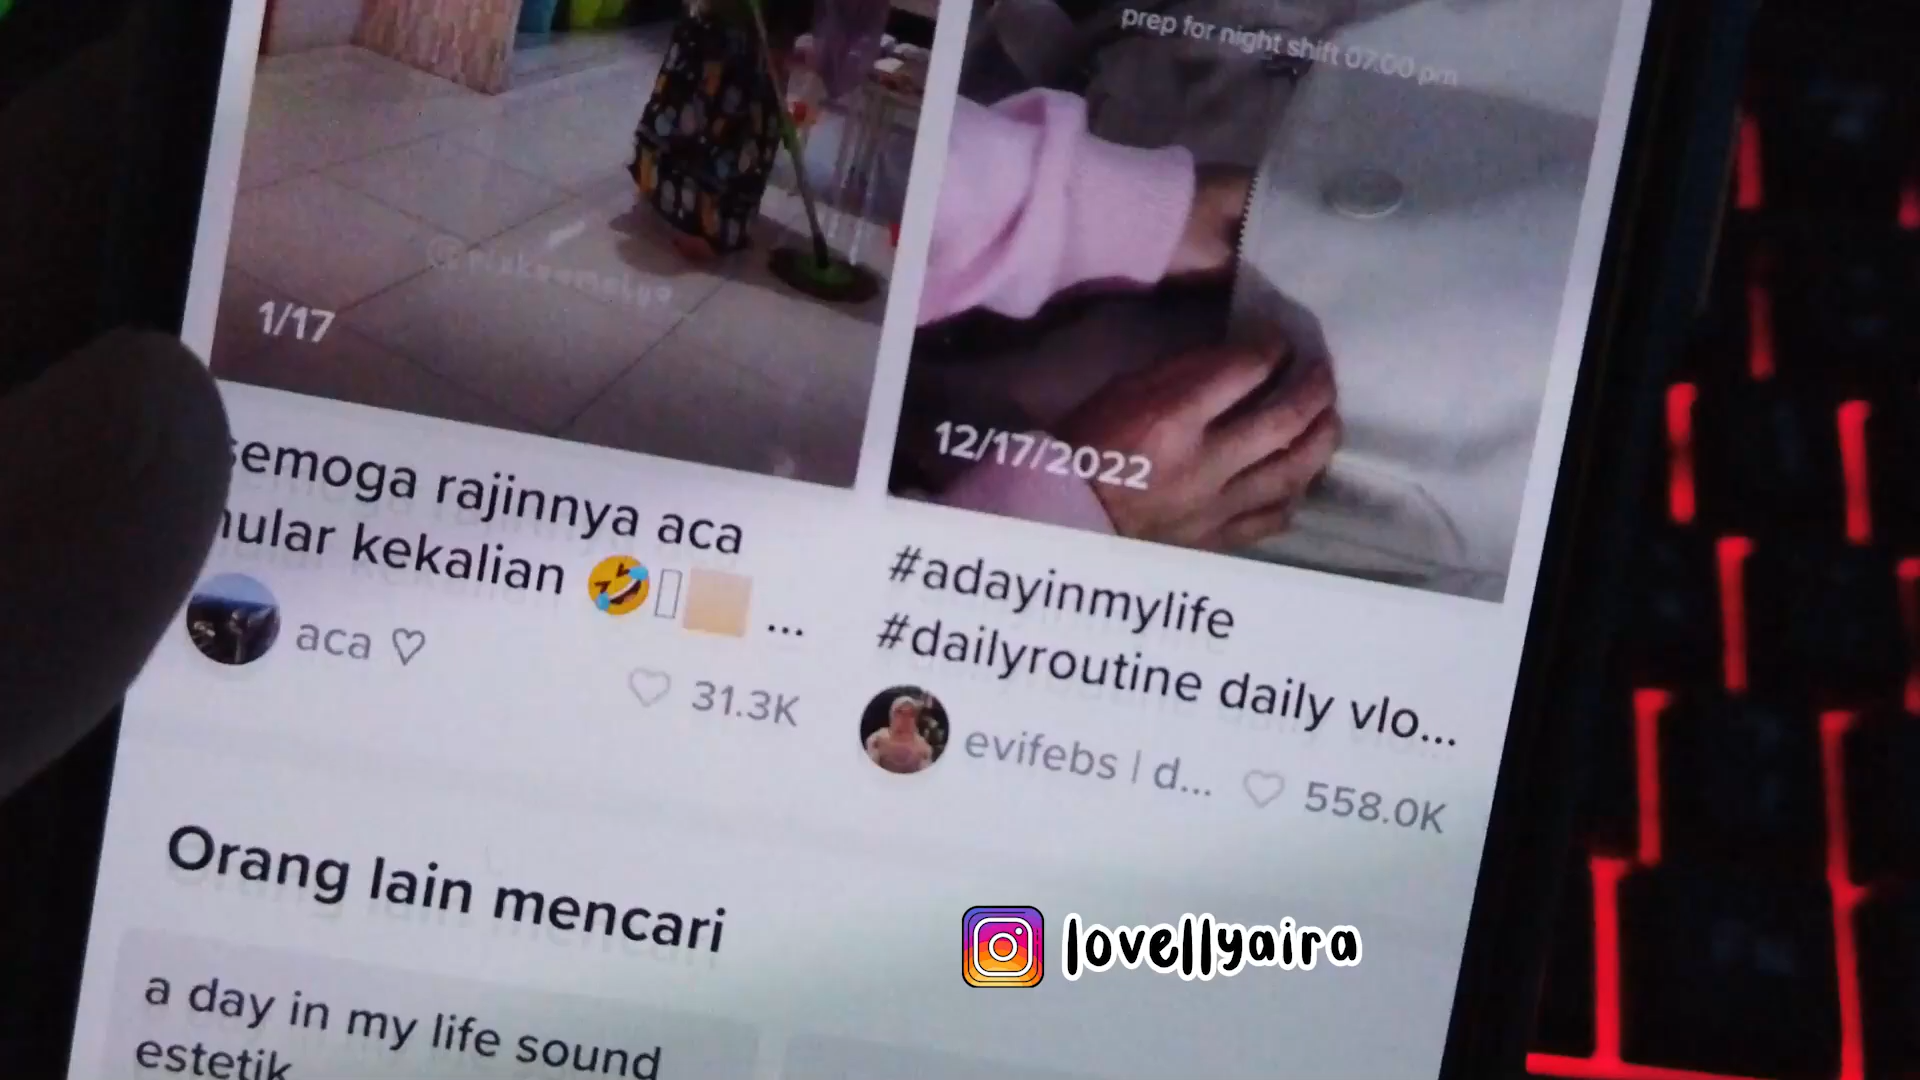 prep for night shift 07.00 pm
1/17
semoga rajinnya aca
nular kekalian 🤣 ...
aca ♡
31.3K
12/17/2022
#adayinmylife
#dailyroutine daily vlo...
evifebs | d...
558.0K
Orang lain mencari
a day in my life sound
estetik
lovellyaira